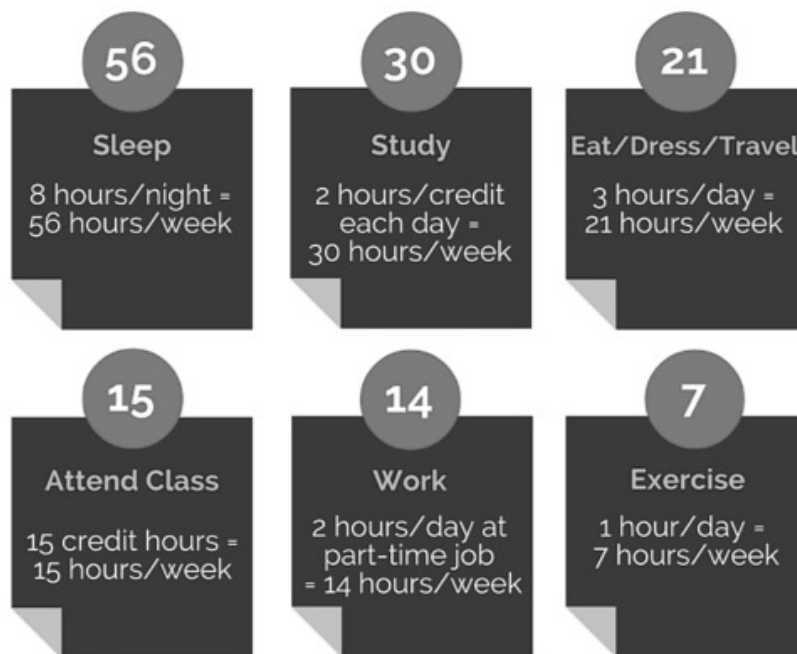 56
Sleep
8 hours/night =
56 hours/week
30
Study
2 hours/credit
each day =
30 hours/week
21
Eat/Dress/Travel
3 hours/day =
21 hours/week
15
Attend Class
15 credit hours =
15 hours/week
14
Work
2 hours/day at
part-time job
= 14 hours/week
7
Exercise
1 hour/day =
7 hours/week